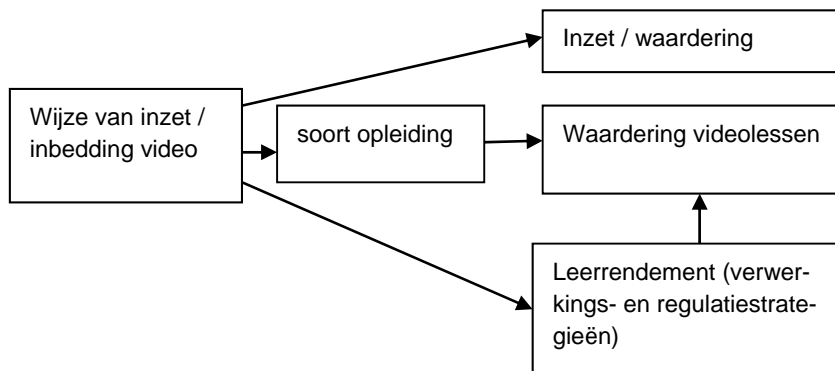 Inzet / waardering
Wijze van inzet /
inbedding video
soort opleiding
Waardering videolessen
Leerrendement (verwer-
kings- en regulatiestrate-
gieën)